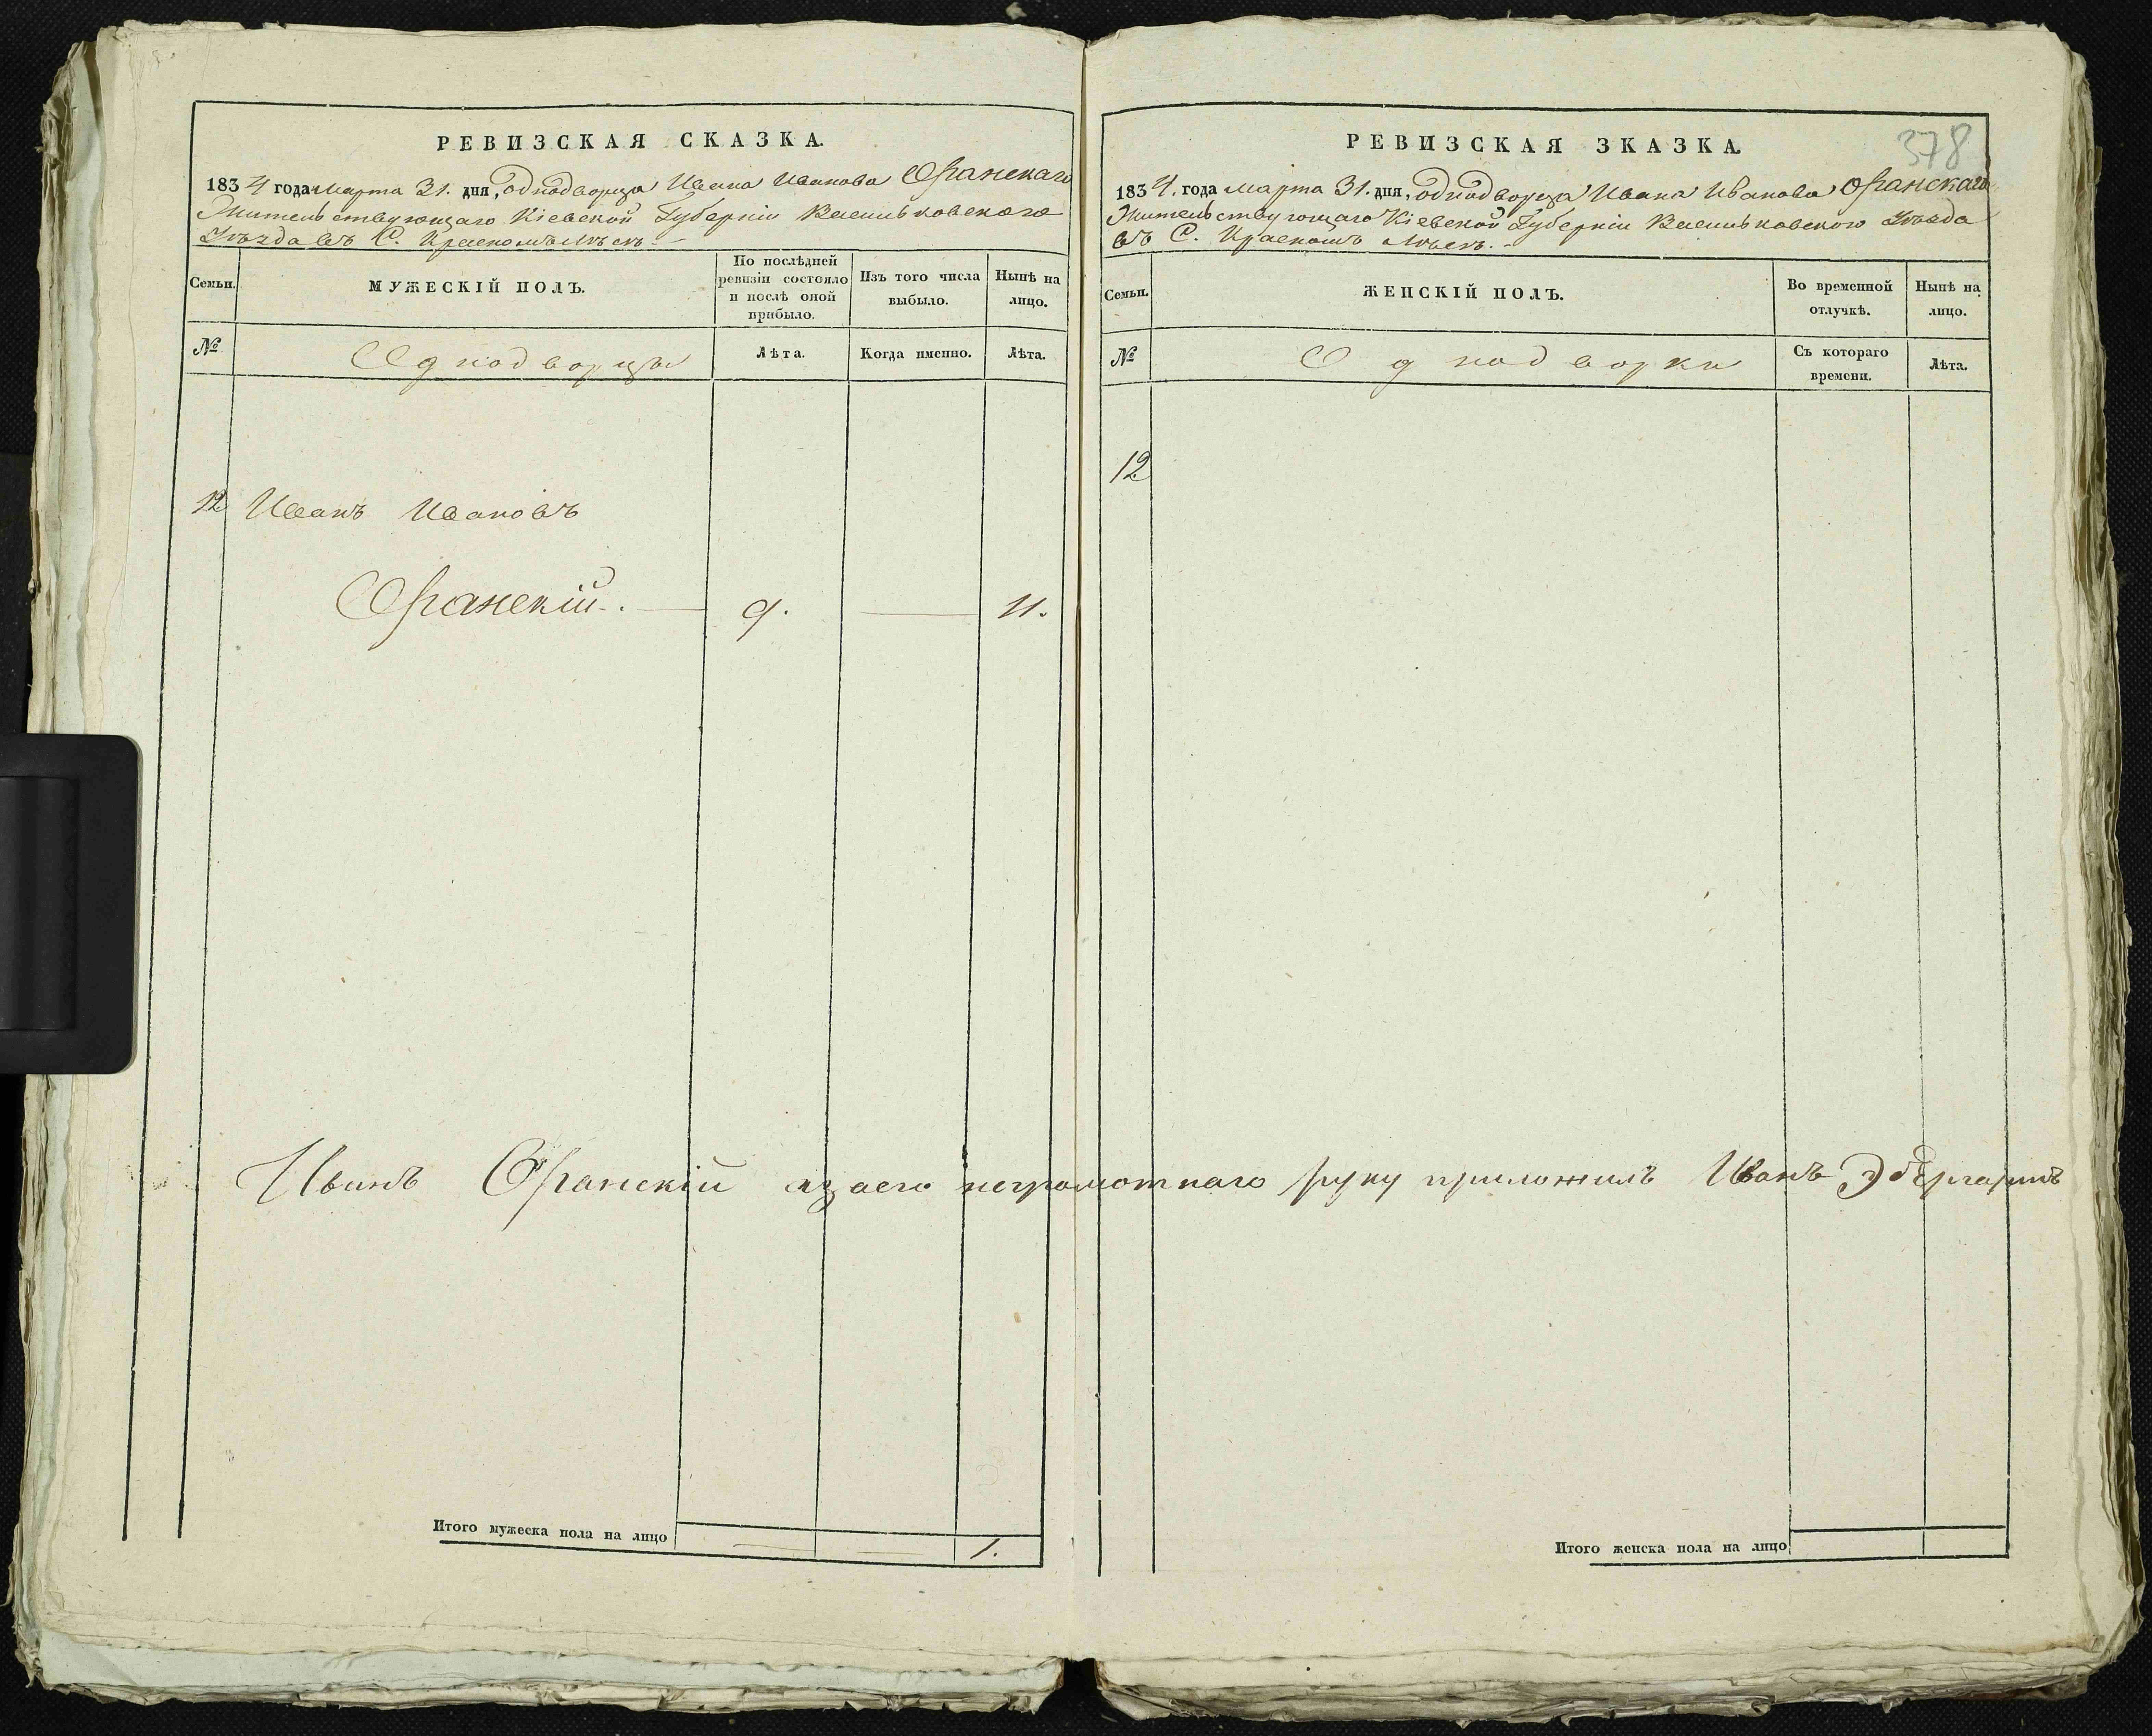 РЕВИЗСКАЯ СКАЗКА.
1834 года Марта 31. дня, Однодворца Ивана Иванова Оранскаго
Жительствующаго Кіевской Губерніи Васильковскаго
Уѣзда въ С. Красномъ Лѣсѣ.
Семьи.
МУЖЕСКІЙ ПОЛЪ.
По послѣдней
ревизіи состояло
и послѣ оной
прибыло.
Изъ того числа
выбыло.
Нынѣ на
лицо.
№
Однодворцы
Лѣта.
Когда именно.
Лѣта.
12 Иванъ Ивановъ
Оранскій. — 9. — 11.
Иванъ Оранскій а за его неграмотнаго руку приложилъ Иванъ
Итого мужеска пола на лицо — — 1.
378
РЕВИЗСКАЯ ЗКАЗКА.
1834. года Марта 31. дня, Однодворца Ивана Иванова Оранскаго
Жительствующаго Кіевской Губерніи Васильковского Уѣзда
въ С. Красномъ Лѣсѣ.
Семьи.
ЖЕНСКІЙ ПОЛЪ.
Во временной
отлучкѣ.
Нынѣ на
лицо.
№
Однодворки
Съ котораго
времени.
Лѣта.
12
Итого женска пола на лицо